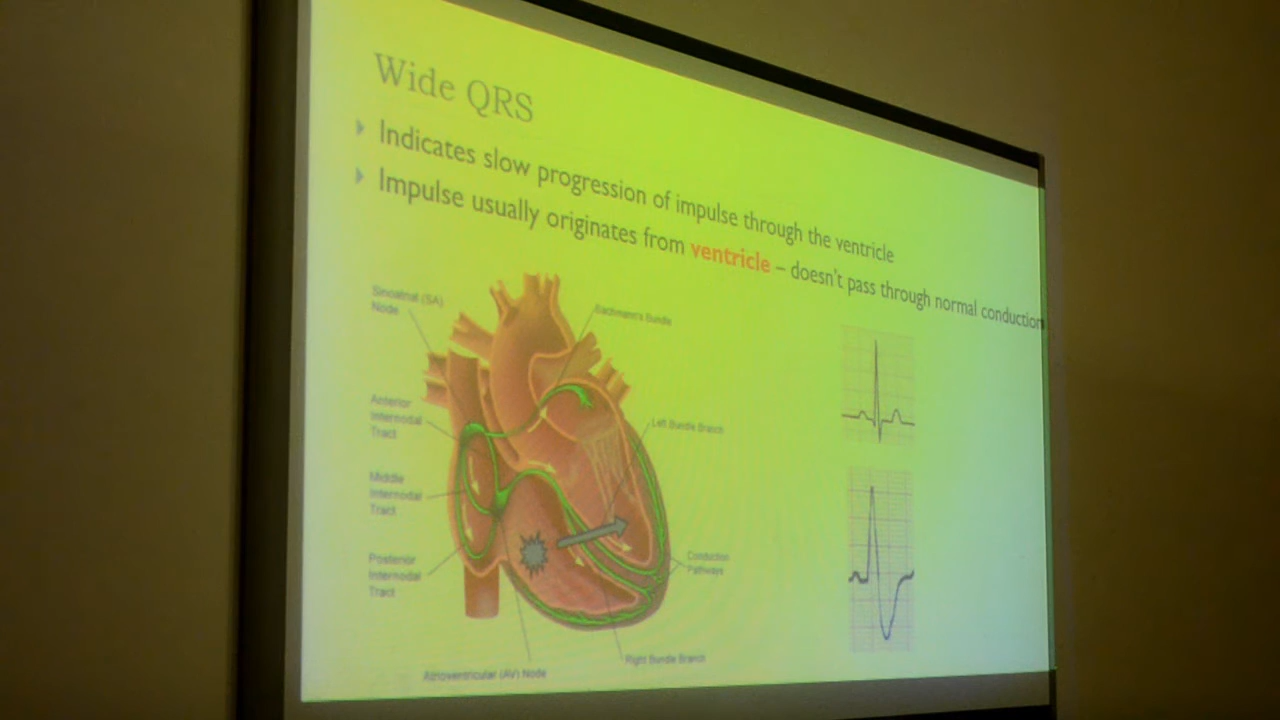 Wide QRS
Indicates slow progression of impulse through the ventricle
Impulse usually originates from ventricle – doesn't pass through normal conduction
Sinoatrial (SA)
Node
Bachmann's Bundle
Anterior
Internodal
Tract
Left Bundle Branch
Middle
Internodal
Tract
Posterior
Internodal
Tract
Conduction
Pathways
Right Bundle Branch
Atrioventricular (AV) Node